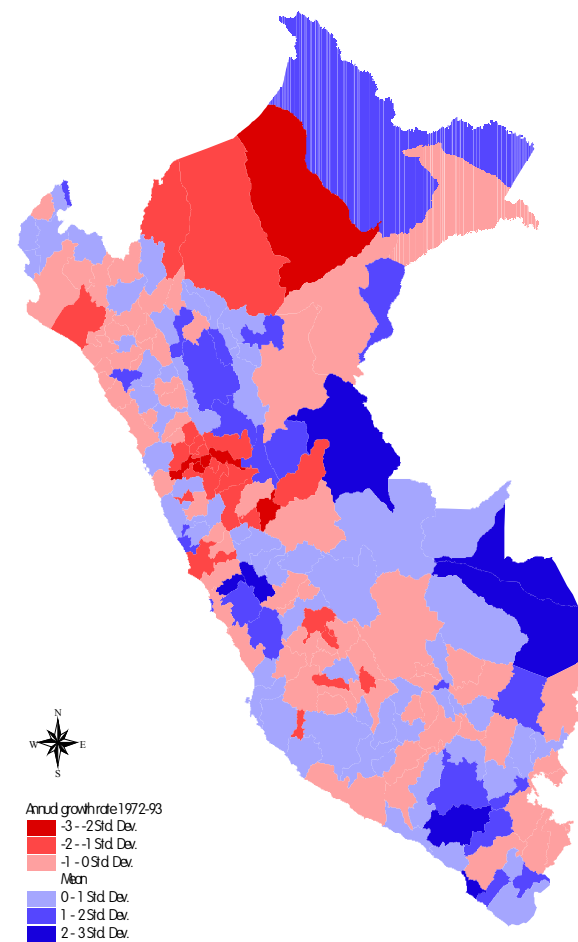 N
W E
S
Annual growth rate 1972-93
-3 - -2 Std. Dev.
-2 - -1 Std. Dev.
-1 - 0 Std. Dev.
Mean
0 - 1 Std. Dev.
1 - 2 Std. Dev.
2 - 3 Std. Dev.